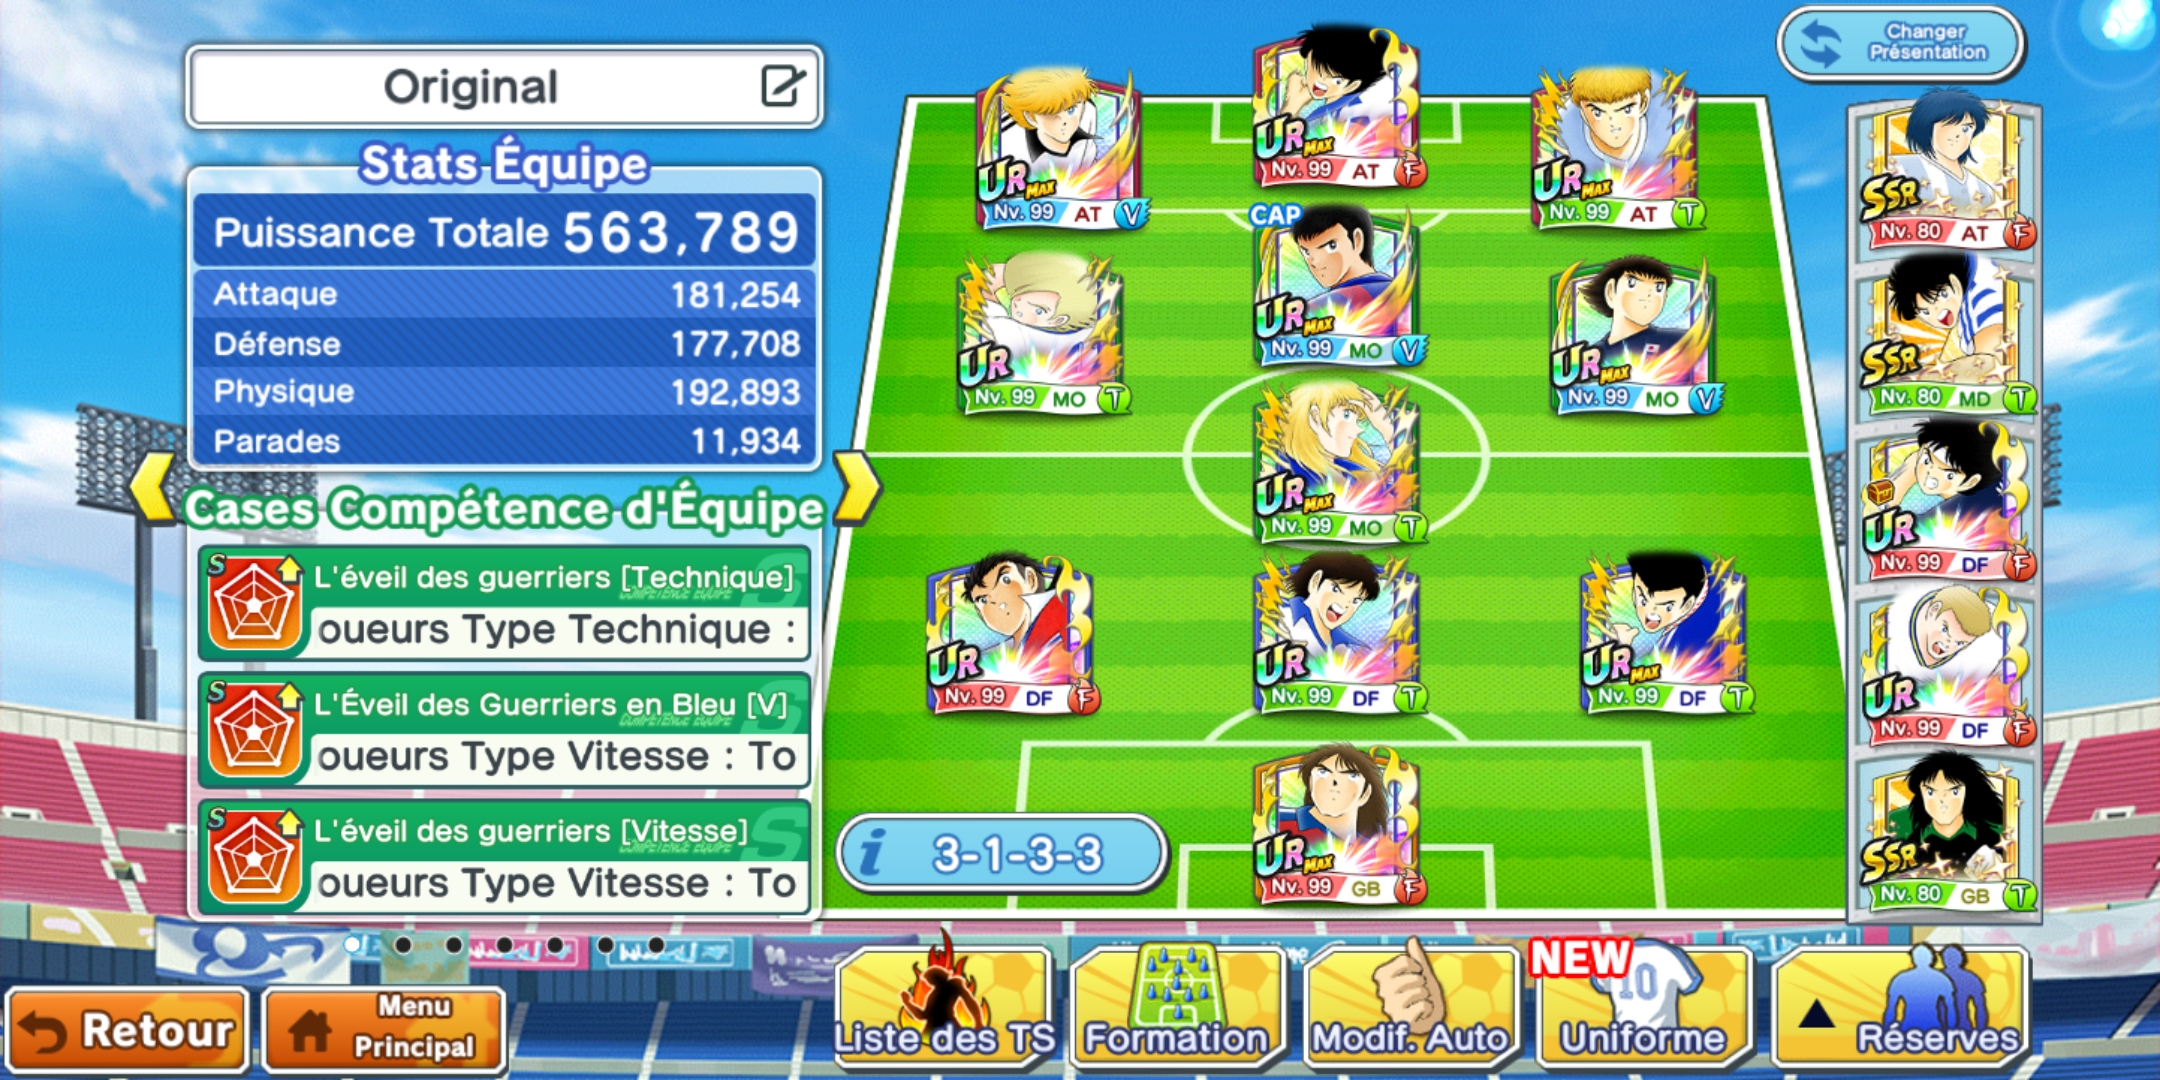 Original
Changer
Présentation
Stats Équipe
Puissance Totale 563,789
Attaque 181,254
Défense 177,708
Physique 192,893
Parades 11,934
Cases Compétence d'Équipe
S
L'éveil des guerriers [Technique]
COMPÉTENCE ÉQUIPE
oueurs Type Technique :
S
L'Éveil des Guerriers en Bleu [V]
COMPÉTENCE ÉQUIPE
oueurs Type Vitesse : To
S
L'éveil des guerriers [Vitesse]
COMPÉTENCE ÉQUIPE
oueurs Type Vitesse : To
UR MAX
Nv. 99 AT V
UR MAX
Nv. 99 AT F
UR MAX
Nv. 99 AT T
UR
Nv. 99 MO T
CAP
UR MAX
Nv. 99 MO V
UR MAX
Nv. 99 MO V
UR MAX
Nv. 99 MO T
UR
Nv. 99 DF F
UR
Nv. 99 DF T
UR MAX
Nv. 99 DF T
UR MAX
Nv. 99 GB F
i 3-1-3-3
SSR
Nv. 80 AT F
SSR
Nv. 80 MD T
UR
Nv. 99 DF F
UR
Nv. 99 DF F
SSR
Nv. 80 GB T
Retour
Menu
Principal
Liste des TS
Formation
Modif. Auto
NEW
10
Uniforme
Réserves